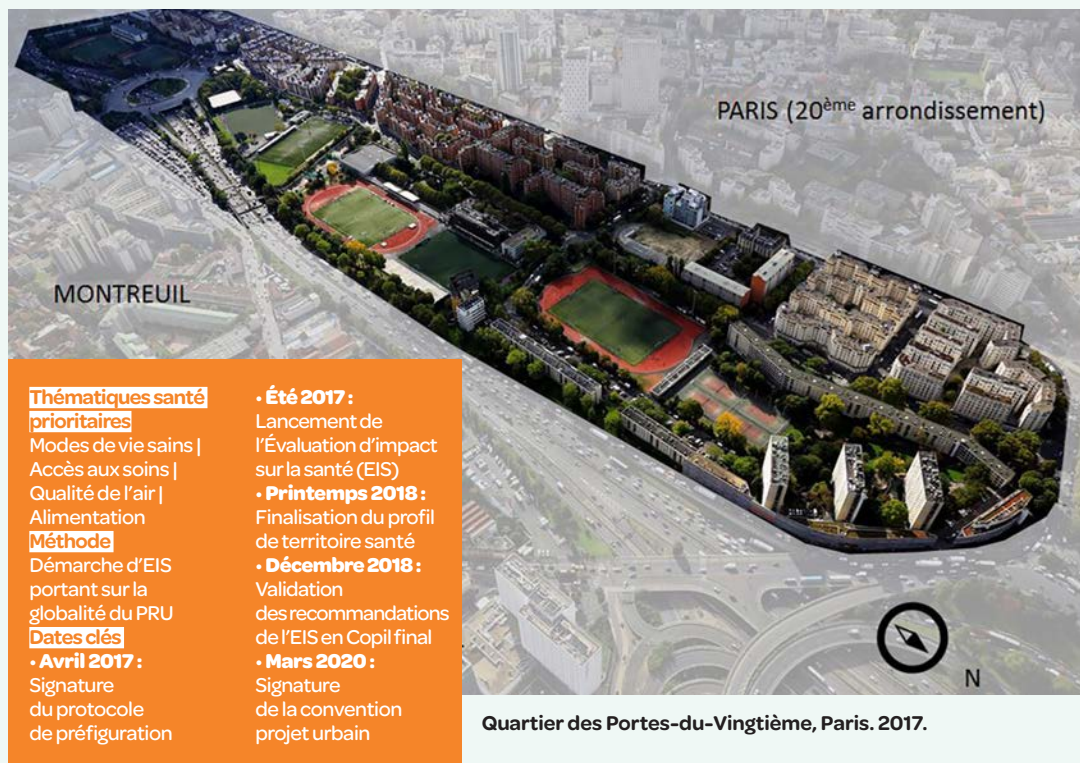 PARIS (20ème arrondissement)
MONTREUIL
Thématiques santé
prioritaires
Modes de vie sains |
Accès aux soins |
Qualité de l’air |
Alimentation
Méthode
Démarche d’EIS
portant sur la
globalité du PRU
Dates clés
• Avril 2017 :
Signature
du protocole
de préfiguration
• Été 2017 :
Lancement de
l’Évaluation d’impact
sur la santé (EIS)
• Printemps 2018 :
Finalisation du profil
de territoire santé
• Décembre 2018 :
Validation
des recommandations
de l’EIS en Copil final
• Mars 2020 :
Signature
de la convention
projet urbain
N
Quartier des Portes-du-Vingtième, Paris. 2017.